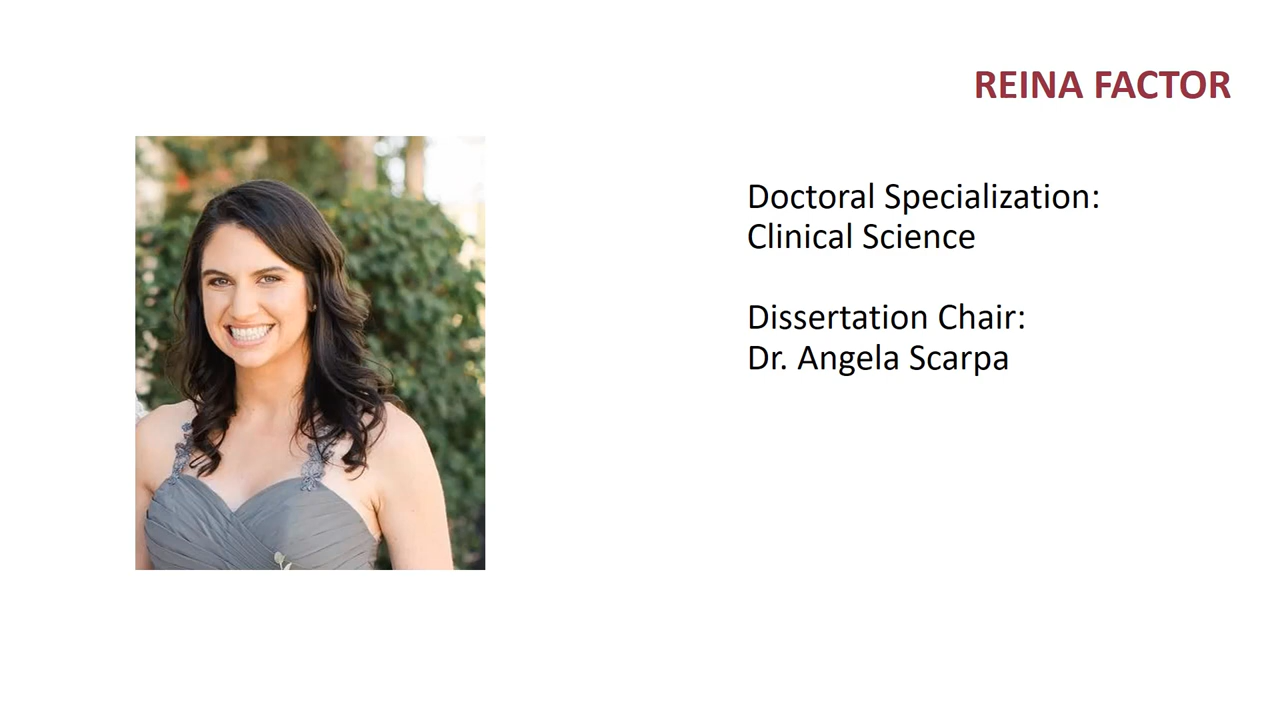 REINA FACTOR
Doctoral Specialization:
Clinical Science
Dissertation Chair:
Dr. Angela Scarpa